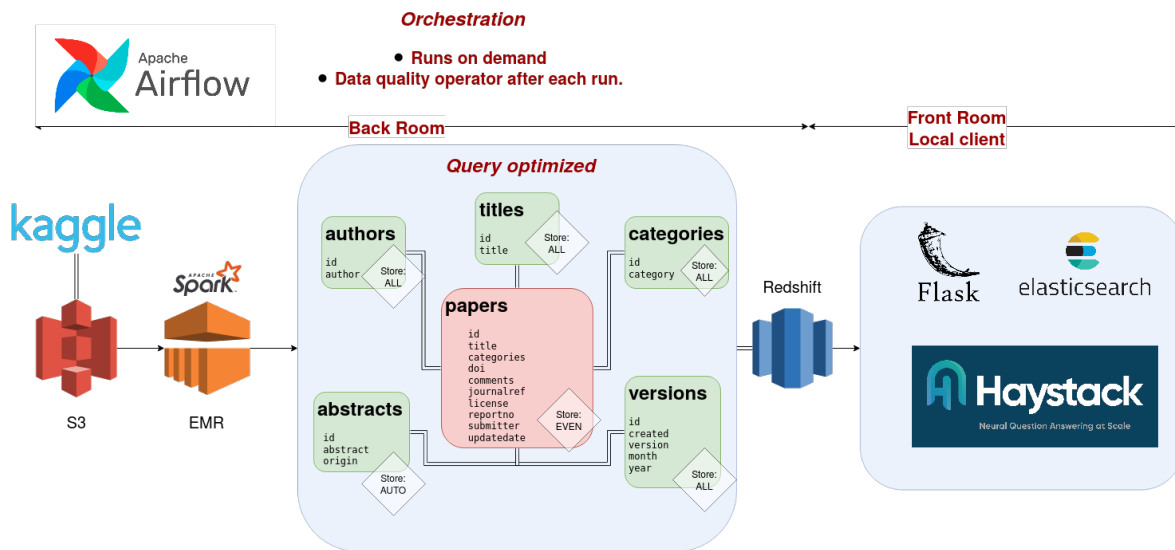 Orchestration
● Runs on demand
● Data quality operator after each run.
Apache
Airflow
Back Room
Front Room
Local client
Query optimized
kaggle
S3
APACHE
Spark™
EMR
authors
id
author
Store:
ALL
titles
id
title
Store:
ALL
categories
id
category
Store:
ALL
papers
id
title
categories
doi
comments
journalref
license
reportno
submitter
updatedate
Store:
EVEN
abstracts
id
abstract
origin
Store:
AUTO
versions
id
created
version
month
year
Store:
ALL
Redshift
Flask
elasticsearch
Haystack
Neural Question Answering at Scale